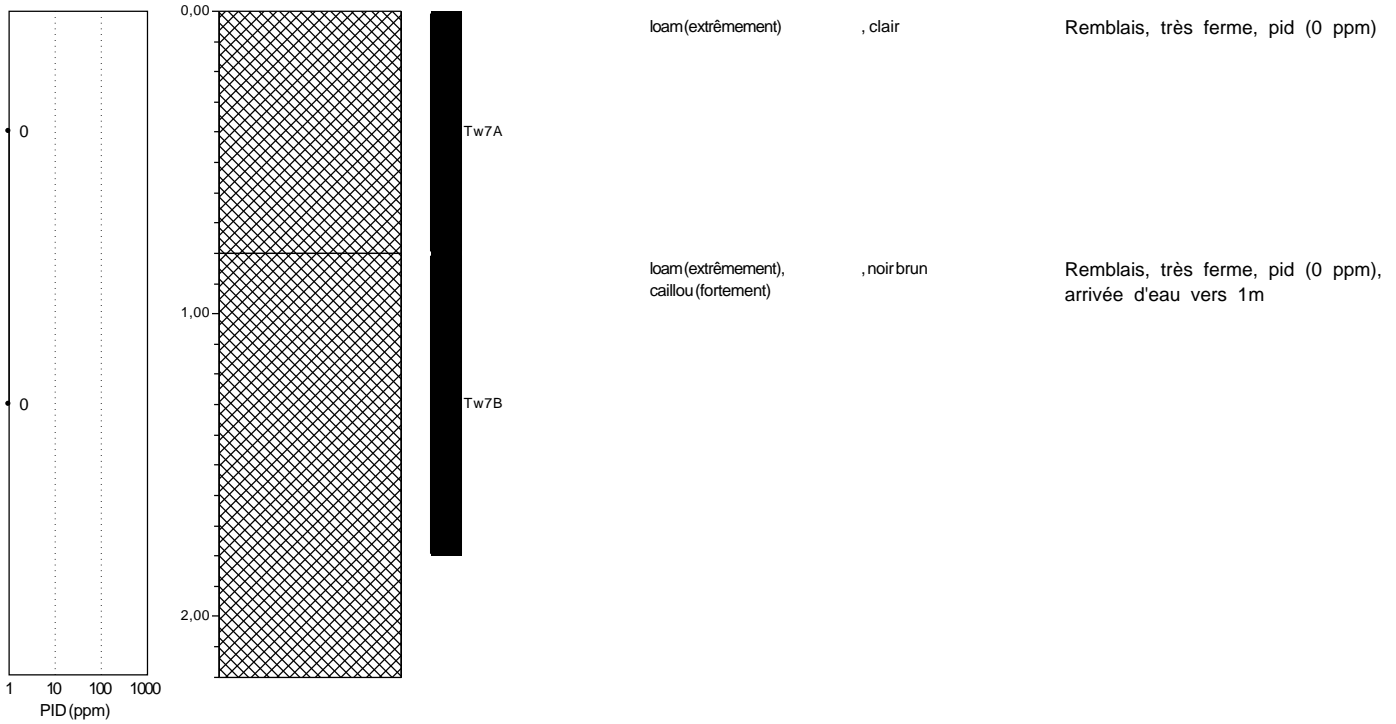 0,00
loam (extrêmement) , clair Remblais, très ferme, pid (0 ppm)
0
Tw7A
loam (extrêmement), , noir brun Remblais, très ferme, pid (0 ppm),
caillou (fortement) arrivée d'eau vers 1m
1,00
0
Tw7B
2,00
1 10 100 1000
PID (ppm)